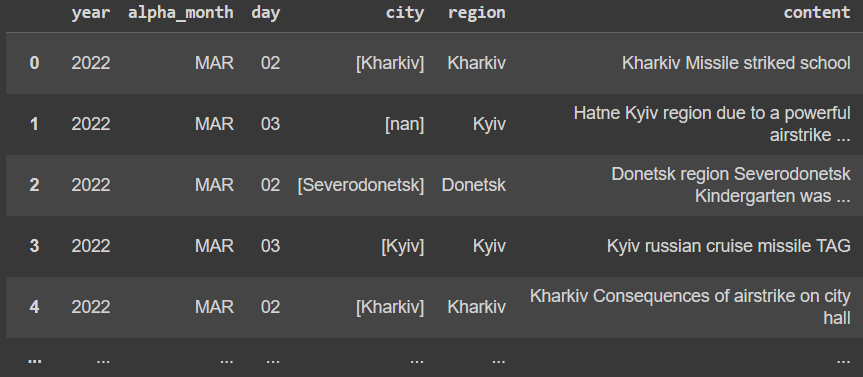 year alpha_month day city region content
0 2022 MAR 02 [Kharkiv] Kharkiv Kharkiv Missile striked school
1 2022 MAR 03 [nan] Kyiv Hatne Kyiv region due to a powerful
airstrike ...
2 2022 MAR 02 [Severodonetsk] Donetsk Donetsk region Severodonetsk
Kindergarten was ...
3 2022 MAR 03 [Kyiv] Kyiv Kyiv russian cruise missile TAG
4 2022 MAR 02 [Kharkiv] Kharkiv Kharkiv Consequences of airstrike on city
hall
... ... ... ... ... ... ...